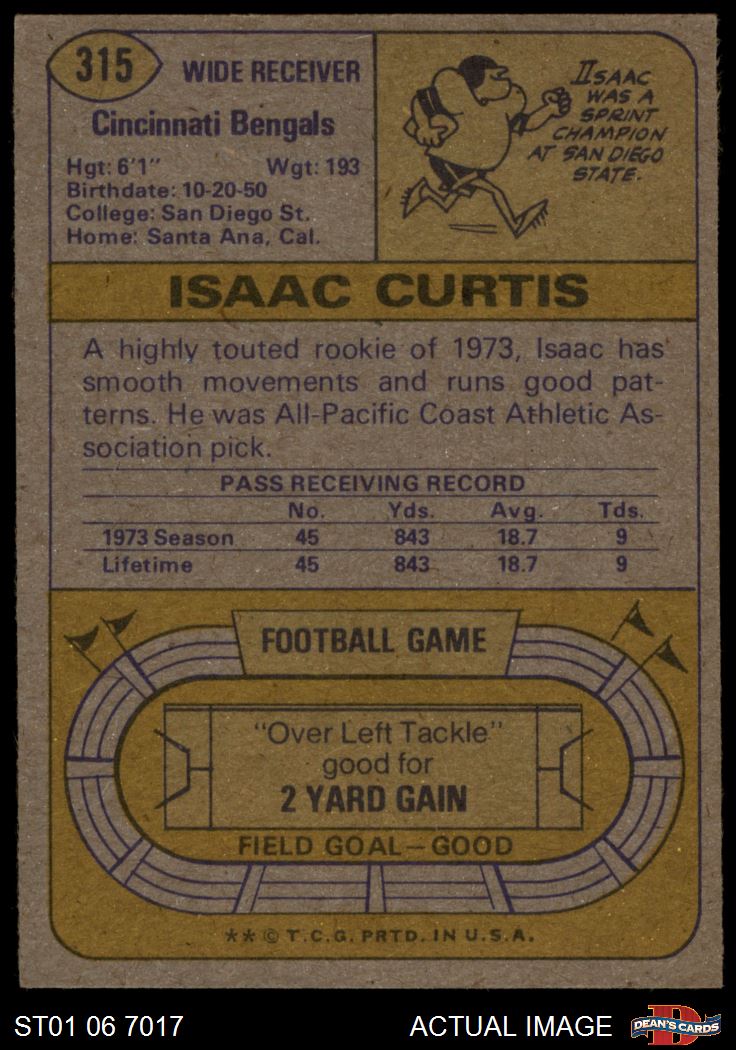 315
WIDE RECEIVER
Cincinnati Bengals
Hgt: 6'1" Wgt: 193
Birthdate: 10-20-50
College: San Diego St.
Home: Santa Ana, Cal.
ISAAC
WAS A
SPRINT
CHAMPION
AT SAN DIEGO
STATE.
ISAAC CURTIS
A highly touted rookie of 1973, Isaac has
smooth movements and runs good pat-
terns. He was All-Pacific Coast Athletic As-
sociation pick.
PASS RECEIVING RECORD
No. Yds. Avg. Tds.
1973 Season 45 843 18.7 9
Lifetime 45 843 18.7 9
FOOTBALL GAME
"Over Left Tackle"
good for
2 YARD GAIN
FIELD GOAL—GOOD
** © T.C.G. PRTD. IN U.S.A.
ST01 06 7017 ACTUAL IMAGE DEAN'S CARDS